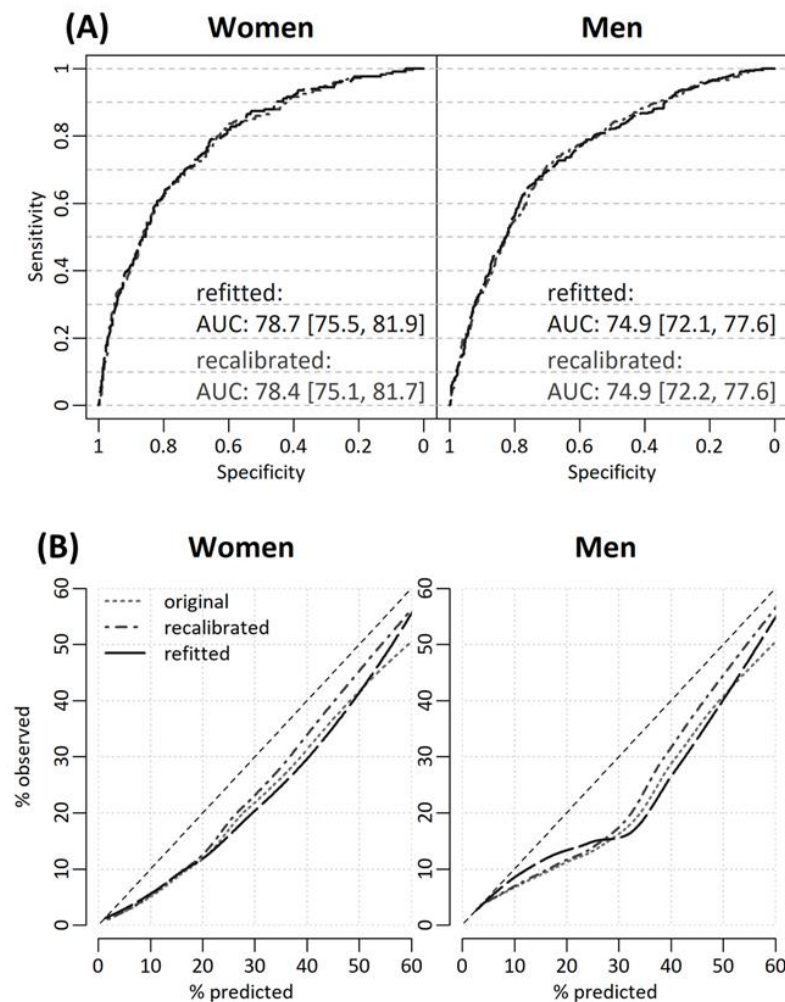 (A)
Women
Men
Sensitivity
1
0.8
0.6
0.4
0.2
0
refitted:
AUC: 78.7 [75.5, 81.9]
recalibrated:
AUC: 78.4 [75.1, 81.7]
refitted:
AUC: 74.9 [72.1, 77.6]
recalibrated:
AUC: 74.9 [72.2, 77.6]
1 0.8 0.6 0.4 0.2 0
Specificity
1 0.8 0.6 0.4 0.2 0
Specificity
(B)
Women
Men
% observed
60
50
40
30
20
10
0
original
recalibrated
refitted
60
50
40
30
20
10
0
0 10 20 30 40 50 60
% predicted
0 10 20 30 40 50 60
% predicted